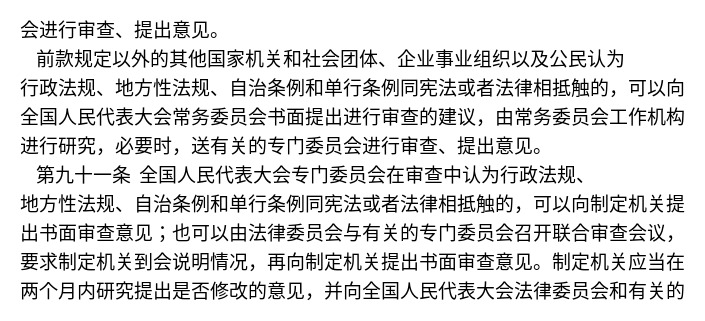 会进行审查、提出意见。
前款规定以外的其他国家机关和社会团体、企业事业组织以及公民认为
行政法规、地方性法规、自治条例和单行条例同宪法或者法律相抵触的，可以向
全国人民代表大会常务委员会书面提出进行审查的建议，由常务委员会工作机构
进行研究，必要时，送有关的专门委员会进行审查、提出意见。
第九十一条 全国人民代表大会专门委员会在审查中认为行政法规、
地方性法规、自治条例和单行条例同宪法或者法律相抵触的，可以向制定机关提
出书面审查意见；也可以由法律委员会与有关的专门委员会召开联合审查会议，
要求制定机关到会说明情况，再向制定机关提出书面审查意见。制定机关应当在
两个月内研究提出是否修改的意见，并向全国人民代表大会法律委员会和有关的